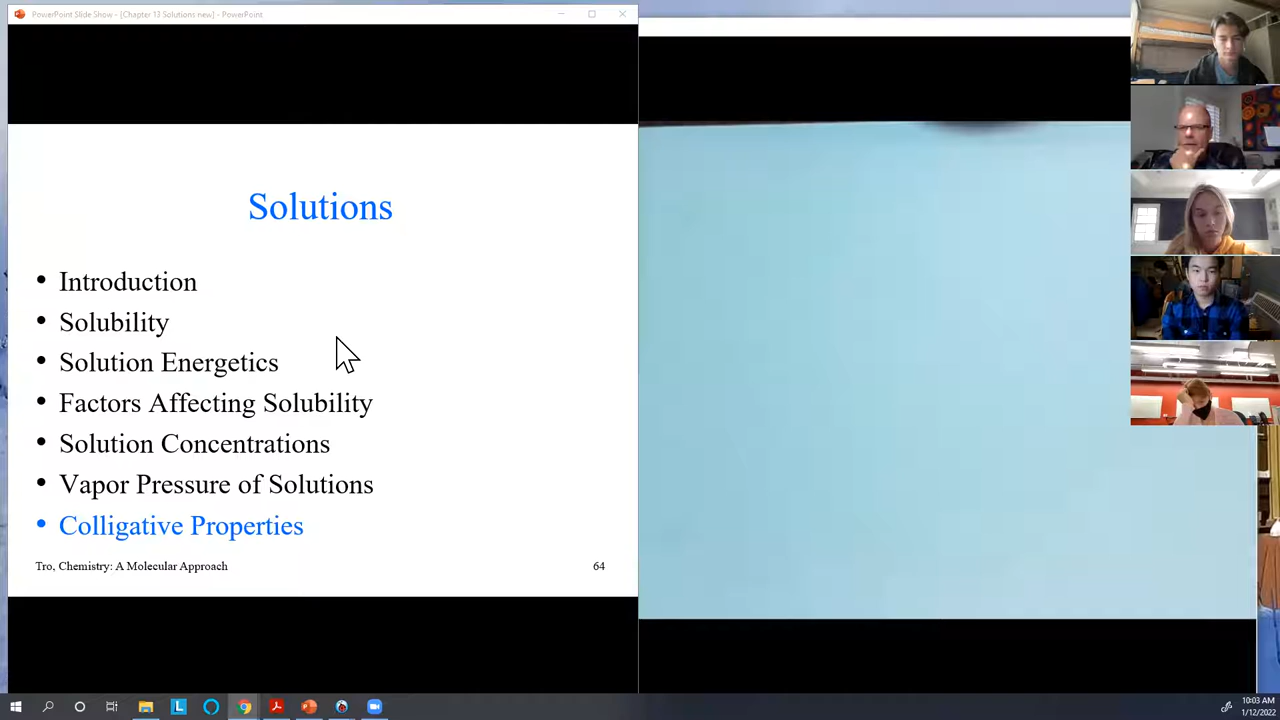 PowerPoint Slide Show - [Chapter 13 Solutions new] - PowerPoint
Solutions
• Introduction
• Solubility
• Solution Energetics
• Factors Affecting Solubility
• Solution Concentrations
• Vapor Pressure of Solutions
• Colligative Properties
Tro, Chemistry: A Molecular Approach
64
L
10:03 AM
1/12/2022